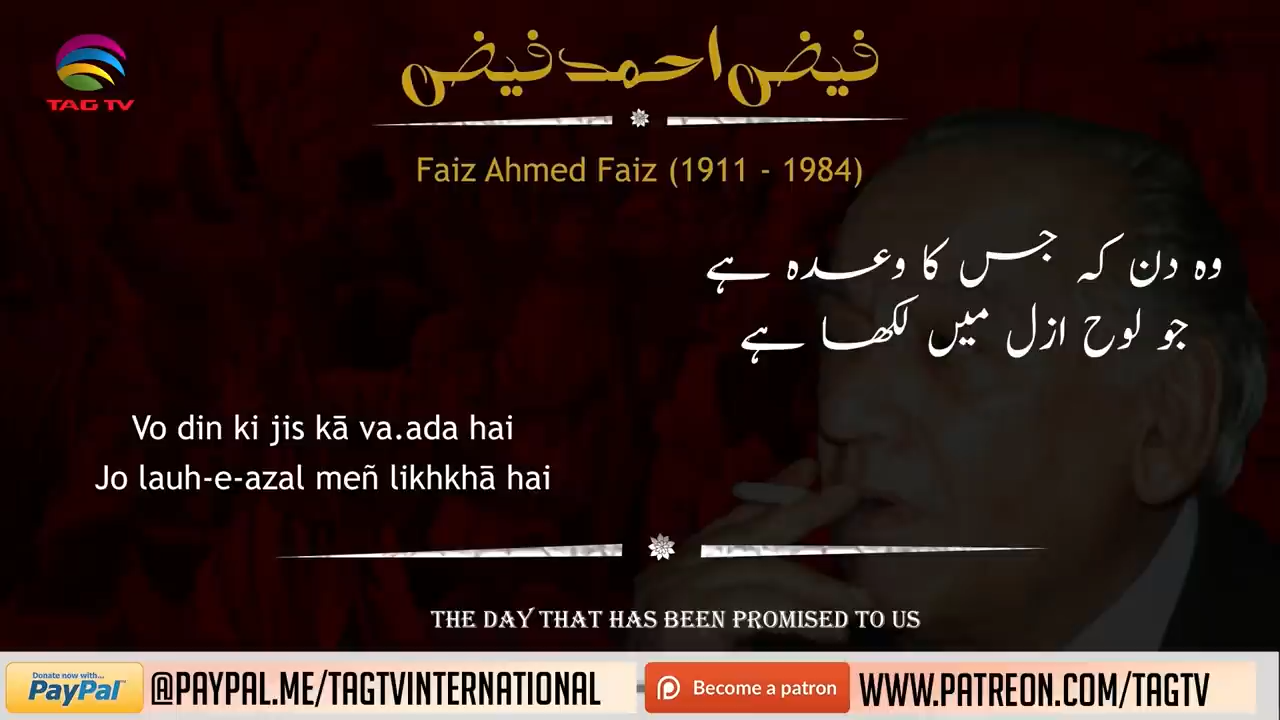 TAG TV
فیض احمد فیض
Faiz Ahmed Faiz (1911 - 1984)
وہ دن کہ جس کا وعدہ ہے
جو لوح ازل میں لکھا ہے
Vo din ki jis kā va.ada hai
Jo lauh-e-azal meñ likhkhā hai
THE DAY THAT HAS BEEN PROMISED TO US
Donate now with...
PayPal™ @PAYPAL.ME/TAGTVINTERNATIONAL Become a patron WWW.PATREON.COM/TAGTV